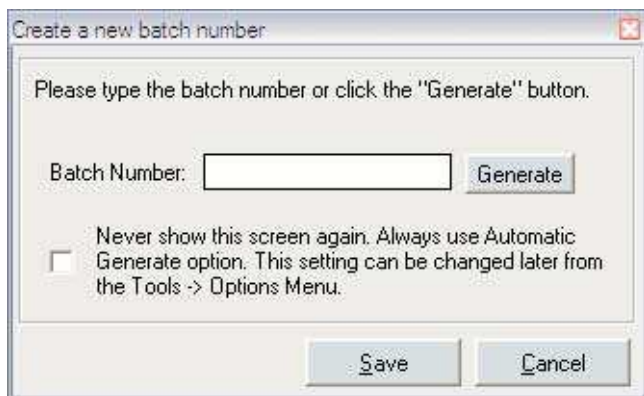 Create a new batch number
Please type the batch number or click the "Generate" button.
Batch Number:
Generate
Never show this screen again. Always use Automatic
Generate option. This setting can be changed later from
the Tools -> Options Menu.
Save
Cancel